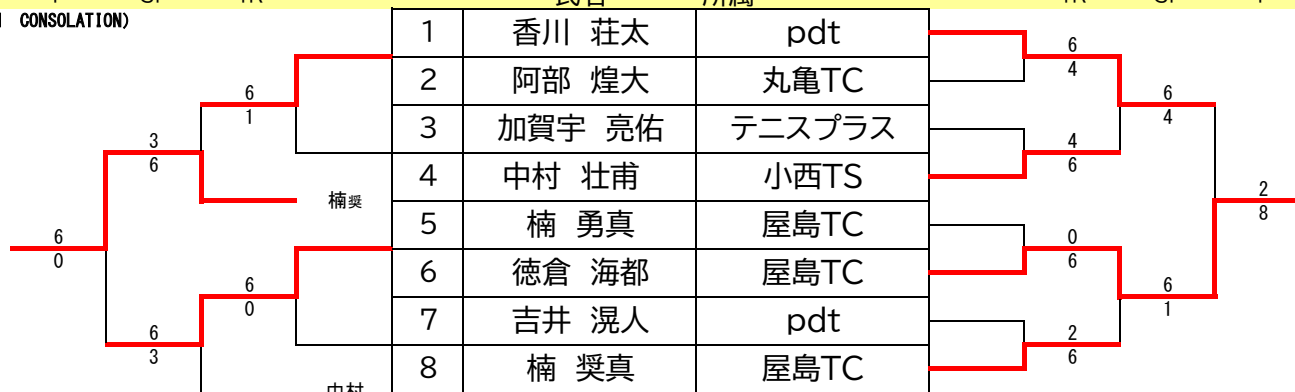 CONSOLATION)
1 香川 荘太 pdt
6
4
2 阿部 煌大 丸亀TC
6
1
6
4
3 加賀宇 亮佑 テニスプラス
3
6
4
6
4 中村 壮甫 小西TS
楠奨
2
8
5 楠 勇真 屋島TC
6
0
0
6
6 徳倉 海都 屋島TC
6
0
6
1
7 吉井 滉人 pdt
6
3
2
6
8 楠 奨真 屋島TC